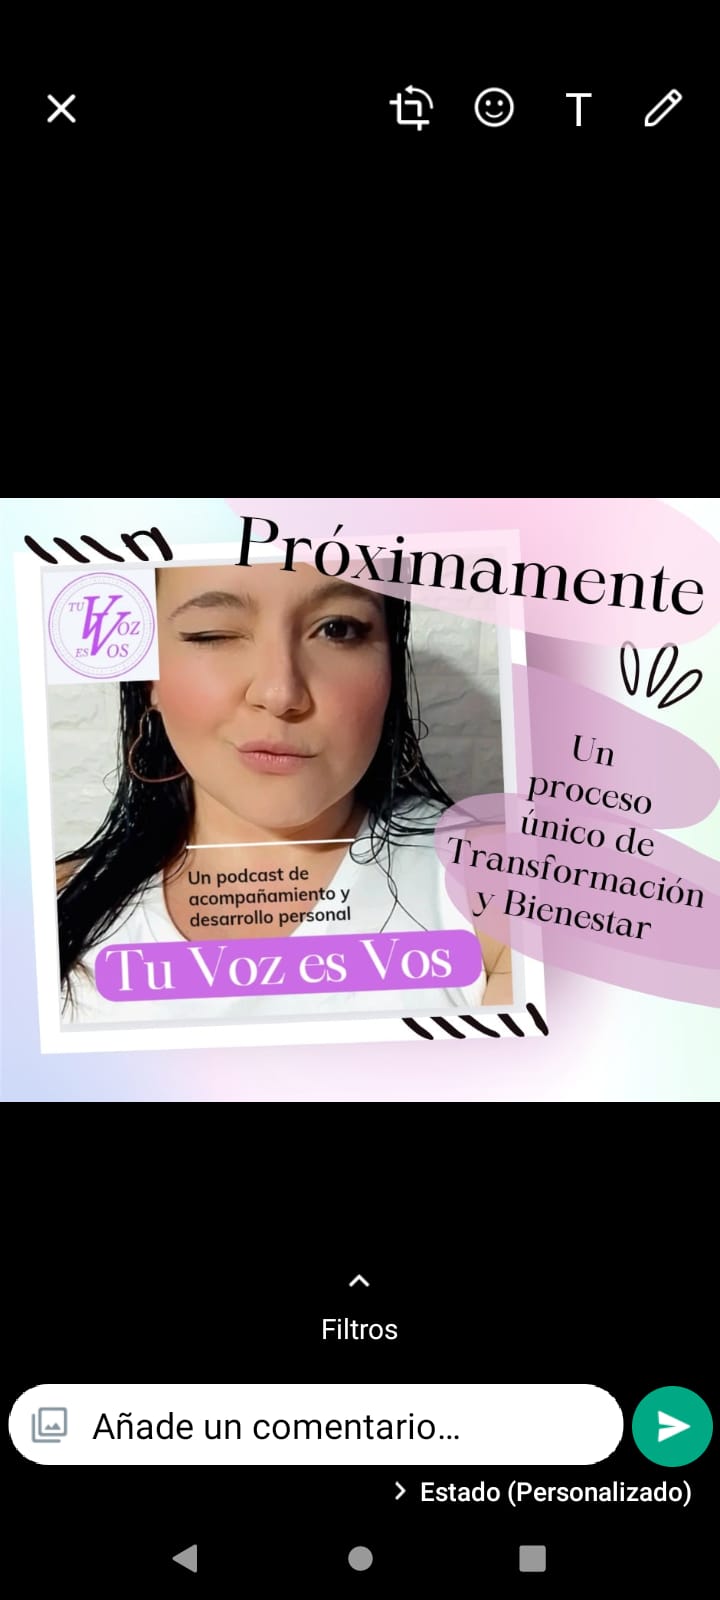 T
Próximamente
TU VOZ
ES VOS
Un
proceso
único de
Transformación
y Bienestar
Un podcast de
acompañamiento y
desarrollo personal
Tu Voz es Vos
Filtros
Añade un comentario...
Estado (Personalizado)